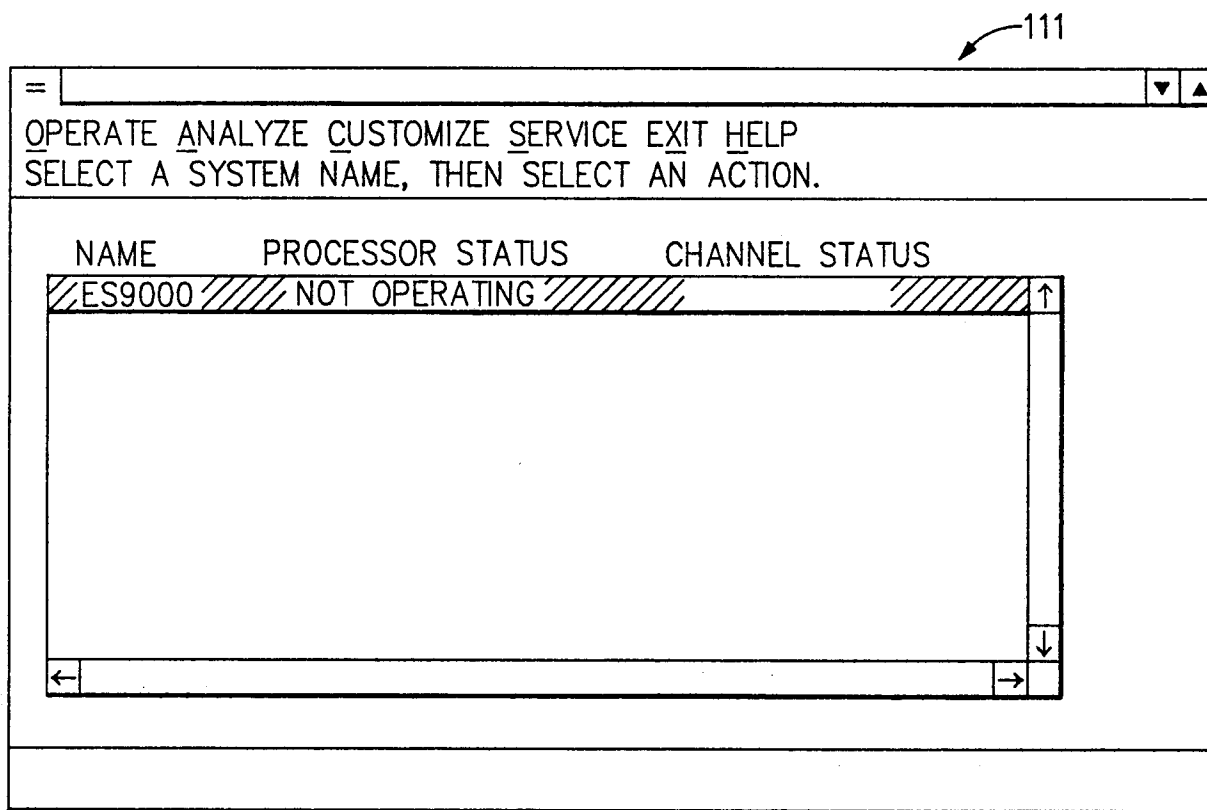 111
=
OPERATE ANALYZE CUSTOMIZE SERVICE EXIT HELP
SELECT A SYSTEM NAME, THEN SELECT AN ACTION.
NAME PROCESSOR STATUS CHANNEL STATUS
ES9000 NOT OPERATING